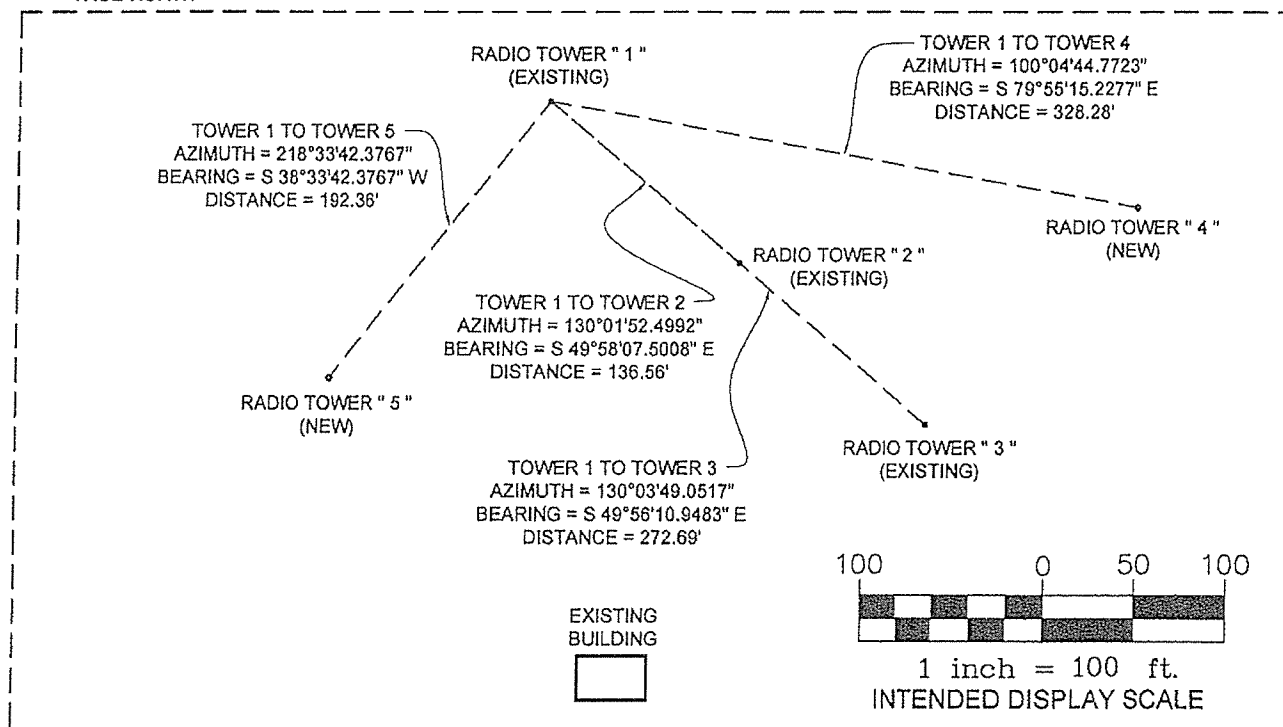 RADIO TOWER " 1 "
(EXISTING)
TOWER 1 TO TOWER 4
AZIMUTH = 100°04'44.7723"
BEARING = S 79°55'15.2277" E
DISTANCE = 328.28'
TOWER 1 TO TOWER 5
AZIMUTH = 218°33'42.3767"
BEARING = S 38°33'42.3767" W
DISTANCE = 192.36'
RADIO TOWER " 4 "
(NEW)
RADIO TOWER " 2 "
(EXISTING)
TOWER 1 TO TOWER 2
AZIMUTH = 130°01'52.4992"
BEARING = S 49°58'07.5008" E
DISTANCE = 136.56'
RADIO TOWER " 5 "
(NEW)
RADIO TOWER " 3 "
(EXISTING)
TOWER 1 TO TOWER 3
AZIMUTH = 130°03'49.0517"
BEARING = S 49°56'10.9483" E
DISTANCE = 272.69'
100 0 50 100
1 inch = 100 ft.
INTENDED DISPLAY SCALE
EXISTING
BUILDING